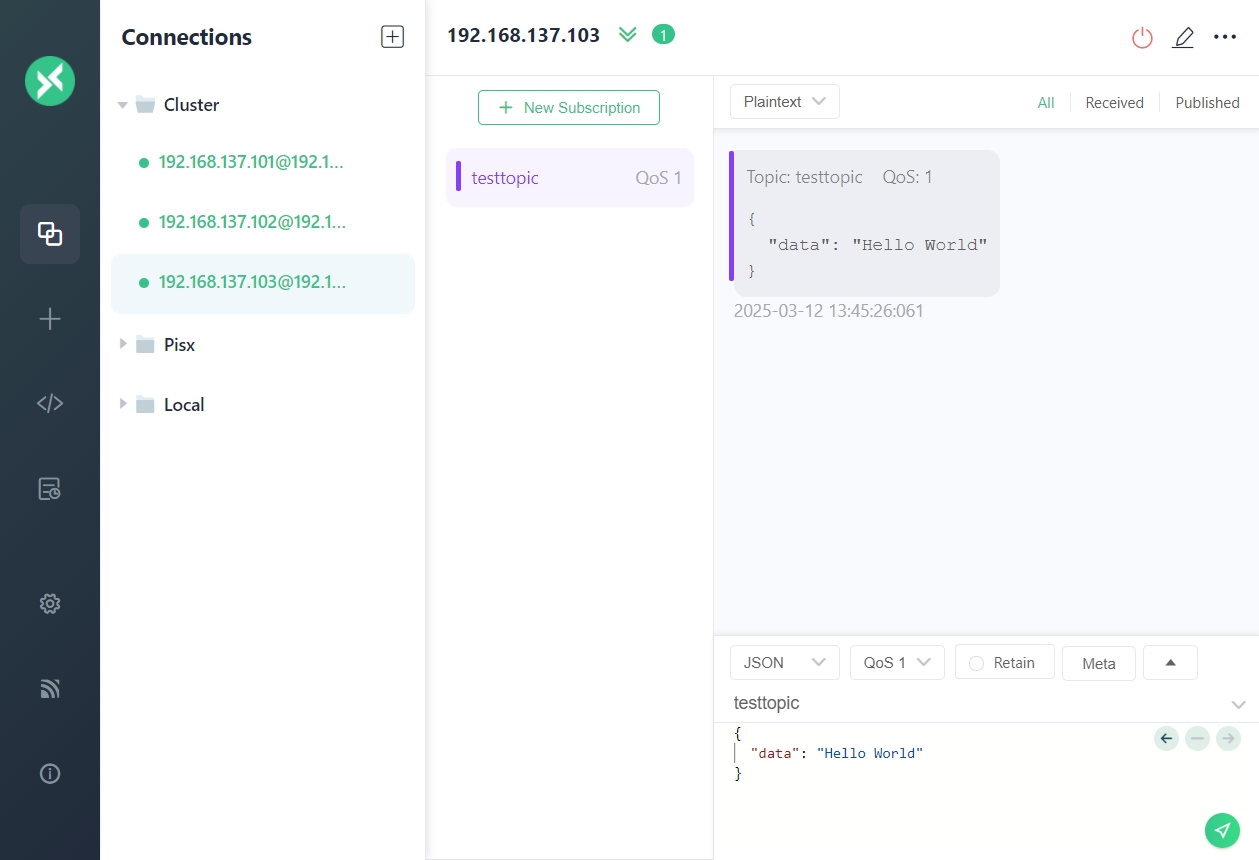 Connections
Cluster
192.168.137.101@192.1...
192.168.137.102@192.1...
192.168.137.103@192.1...
Pisx
Local
192.168.137.103
1
New Subscription
testtopic QoS 1
Plaintext
All Received Published
Topic: testtopic QoS: 1
{
"data": "Hello World"
}
2025-03-12 13:45:26:061
JSON QoS 1 Retain Meta
testtopic
{
"data": "Hello World"
}